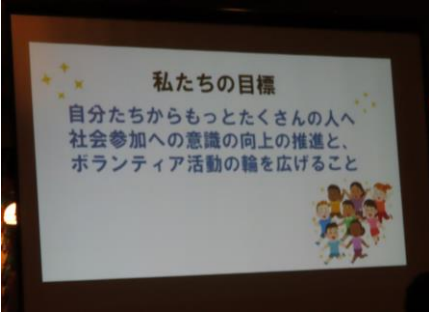 私たちの目標
自分たちからもっとたくさんの人へ
社会参加への意識の向上の推進と、
ボランティア活動の輪を広げること